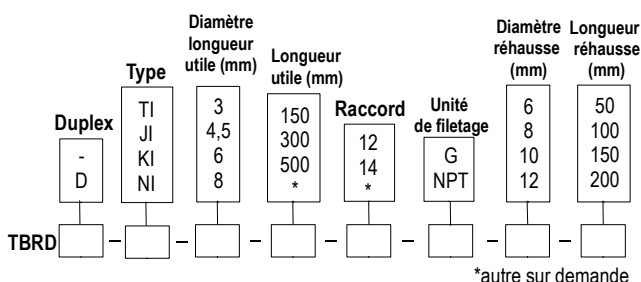 Duplex
-
D
Type
TI
JI
KI
NI
Diamètre
longueur
utile (mm)
3
4,5
6
8
Longueur
utile (mm)
150
300
500
*
Raccord
12
14
*
Unité
de filetage
G
NPT
Diamètre
réhausse
(mm)
6
8
10
12
Longueur
réhausse
(mm)
50
100
150
200
TBRD - - - - - - -
*autre sur demande